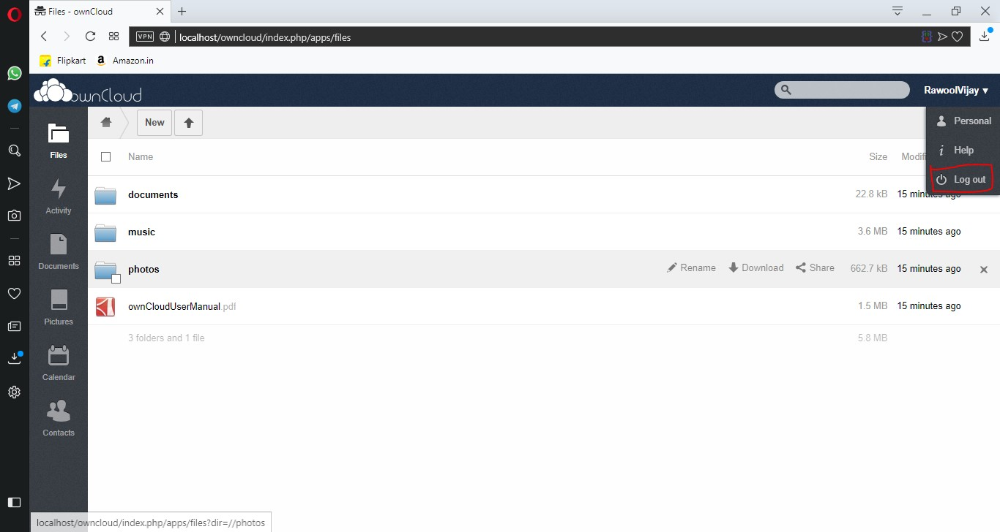 Files - ownCloud
VPN localhost/owncloud/index.php/apps/files
Flipkart a Amazon.in
ownCloud RawoolVijay ▾
Personal
Help
Log out
New
Files
Activity
Documents
Pictures
Calendar
Contacts
Name Size Modifi
documents 22.8 kB 15 minutes ago
music 3.6 MB 15 minutes ago
photos Rename Download Share 662.7 kB 15 minutes ago
ownCloudUserManual.pdf 1.5 MB 15 minutes ago
3 folders and 1 file 5.8 MB
localhost/owncloud/index.php/apps/files?dir=//photos